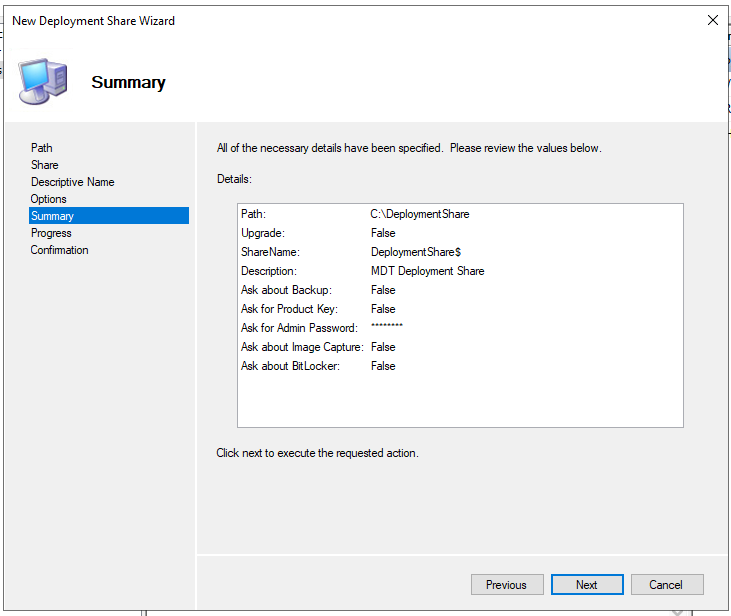 New Deployment Share Wizard
Summary
Path
Share
Descriptive Name
Options
Summary
Progress
Confirmation
All of the necessary details have been specified. Please review the values below.
Details:
Path: C:\DeploymentShare
Upgrade: False
ShareName: DeploymentShare$
Description: MDT Deployment Share
Ask about Backup: False
Ask for Product Key: False
Ask for Admin Password: ********
Ask about Image Capture: False
Ask about BitLocker: False
Click next to execute the requested action.
Previous Next Cancel